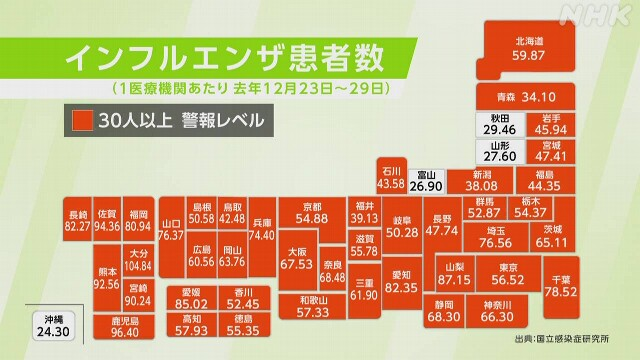 NHK
インフルエンザ患者数
(1医療機関あたり 去年12月23日～29日)
30人以上 警報レベル
北海道
59.87
青森 34.10
秋田
29.46
岩手
45.94
山形
27.60
宮城
47.41
石川
43.58
富山
26.90
新潟
38.08
福島
44.35
長崎
82.27
佐賀
94.36
福岡
80.94
山口
76.37
島根
50.58
鳥取
42.48
兵庫
74.40
京都
54.88
福井
39.13
岐阜
50.28
長野
47.74
群馬
52.87
栃木
54.37
広島
60.56
岡山
63.76
大阪
67.53
滋賀
55.78
埼玉
76.56
茨城
65.11
熊本
92.56
大分
104.84
奈良
68.48
愛知
82.35
山梨
87.15
東京
56.52
千葉
78.52
宮崎
90.24
愛媛
85.02
香川
52.45
三重
61.90
和歌山
57.33
静岡
68.30
神奈川
66.30
沖縄
24.30
鹿児島
96.40
高知
57.93
徳島
55.35
出典：国立感染症研究所